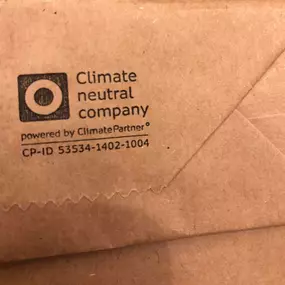 Climate
neutral
company
powered by ClimatePartner°
CP-ID 53534-1402-1004